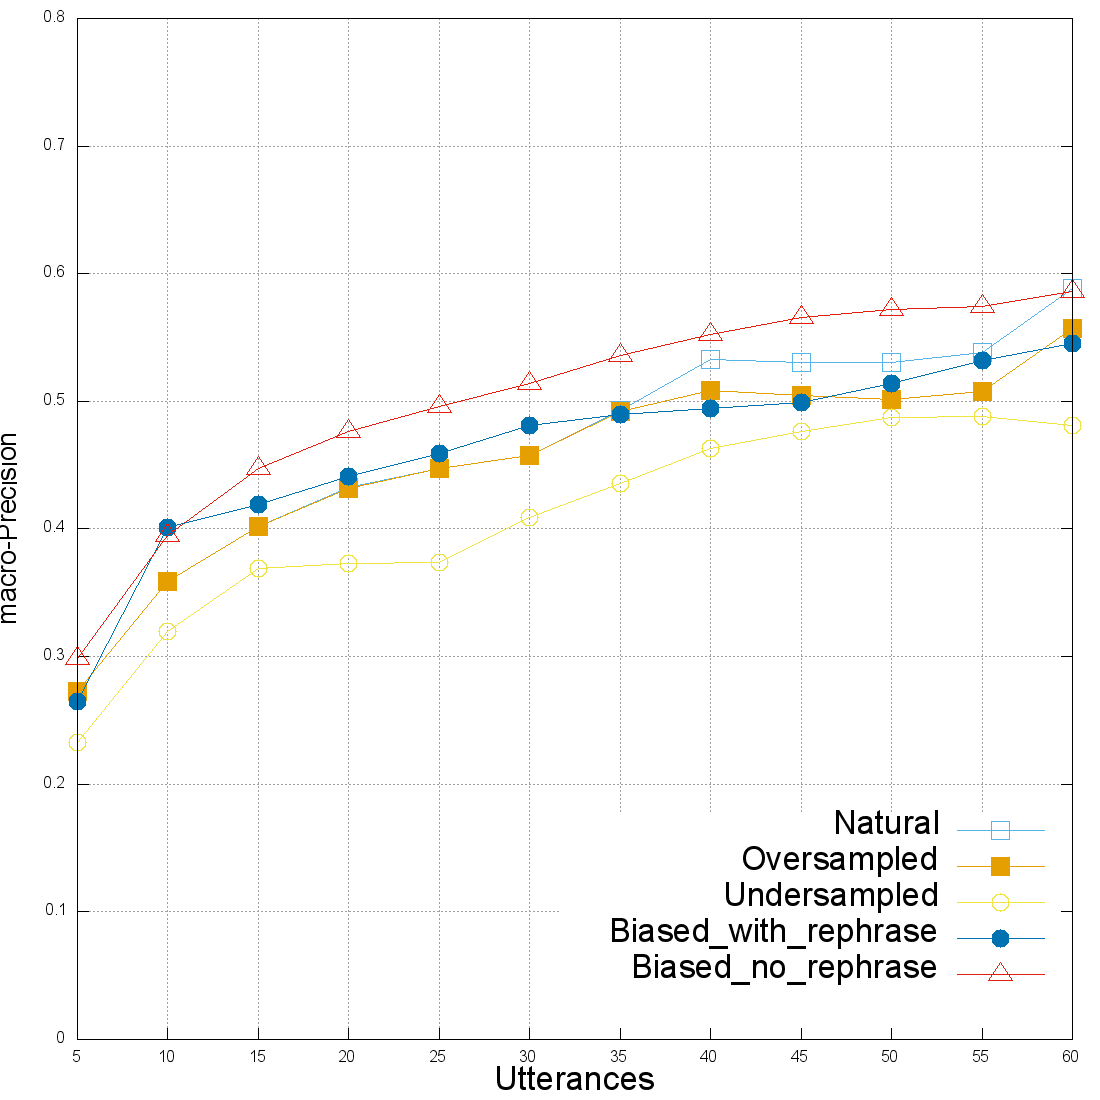 0.8
0.7
0.6
0.5
0.4
0.3
0.2
0.1
0
macro-Precision
Natural
Oversampled
Undersampled
Biased_with_rephrase
Biased_no_rephrase
5 10 15 20 25 30 35 40 45 50 55 60
Utterances